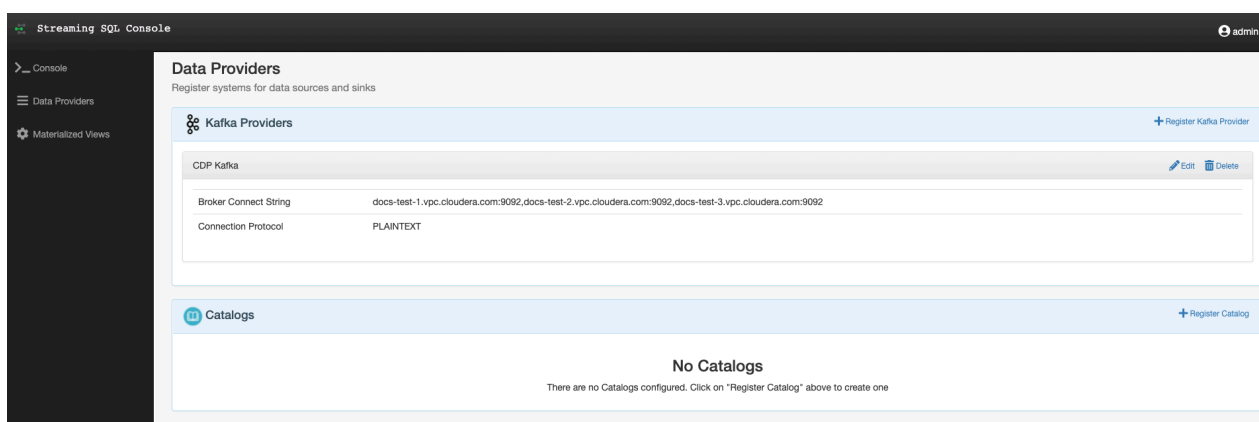 Streaming SQL Console
admin
Console
Data Providers
Materialized Views
Data Providers
Register systems for data sources and sinks
Kafka Providers
Register Kafka Provider
CDP Kafka
Edit
Delete
Broker Connect String
docs-test-1.vpc.cloudera.com:9092,docs-test-2.vpc.cloudera.com:9092,docs-test-3.vpc.cloudera.com:9092
Connection Protocol
PLAINTEXT
Catalogs
Register Catalog
No Catalogs
There are no Catalogs configured. Click on "Register Catalog" above to create one